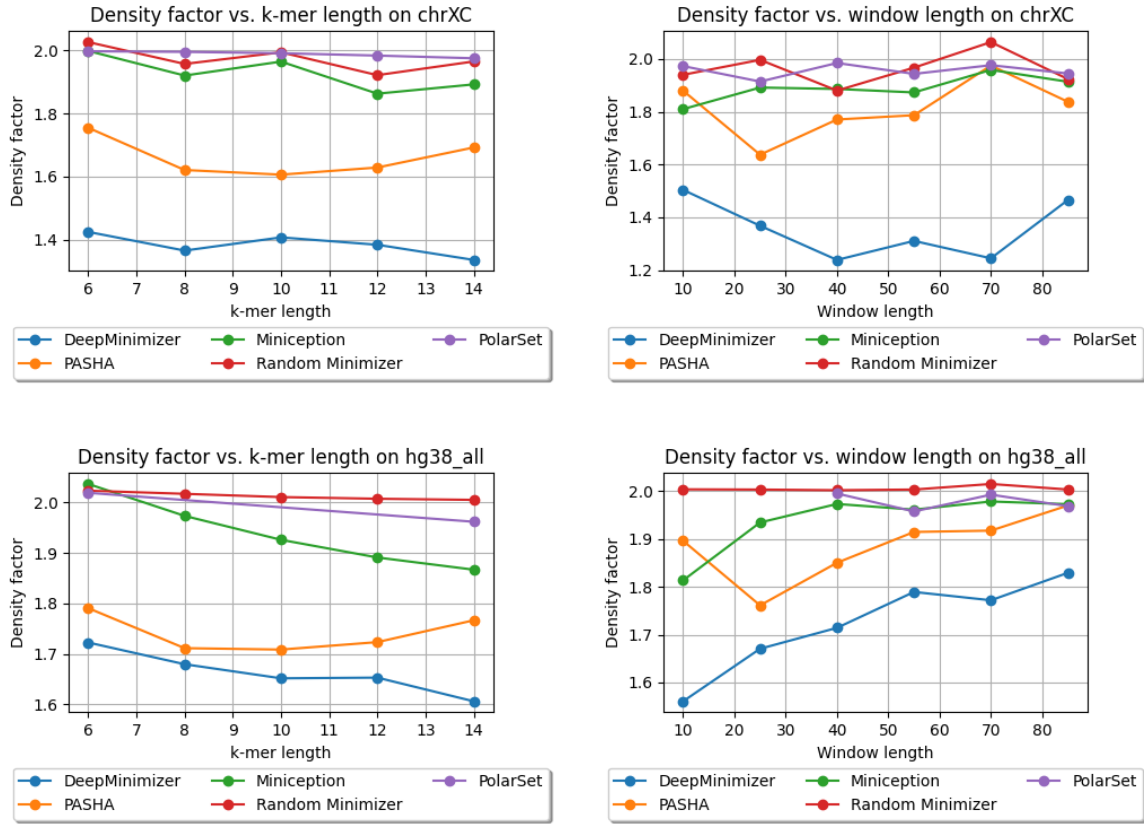 Density factor vs. k-mer length on chrXC
Density factor
2.0
1.8
1.6
1.4
6 7 8 9 10 11 12 13 14
k-mer length
DeepMinimizer Miniception PolarSet
PASHA Random Minimizer
Density factor vs. window length on chrXC
Density factor
2.0
1.8
1.6
1.4
1.2
10 20 30 40 50 60 70 80
Window length
DeepMinimizer Miniception PolarSet
PASHA Random Minimizer
Density factor vs. k-mer length on hg38_all
Density factor
2.0
1.9
1.8
1.7
1.6
6 7 8 9 10 11 12 13 14
k-mer length
DeepMinimizer Miniception PolarSet
PASHA Random Minimizer
Density factor vs. window length on hg38_all
Density factor
2.0
1.9
1.8
1.7
1.6
10 20 30 40 50 60 70 80
Window length
DeepMinimizer Miniception PolarSet
PASHA Random Minimizer